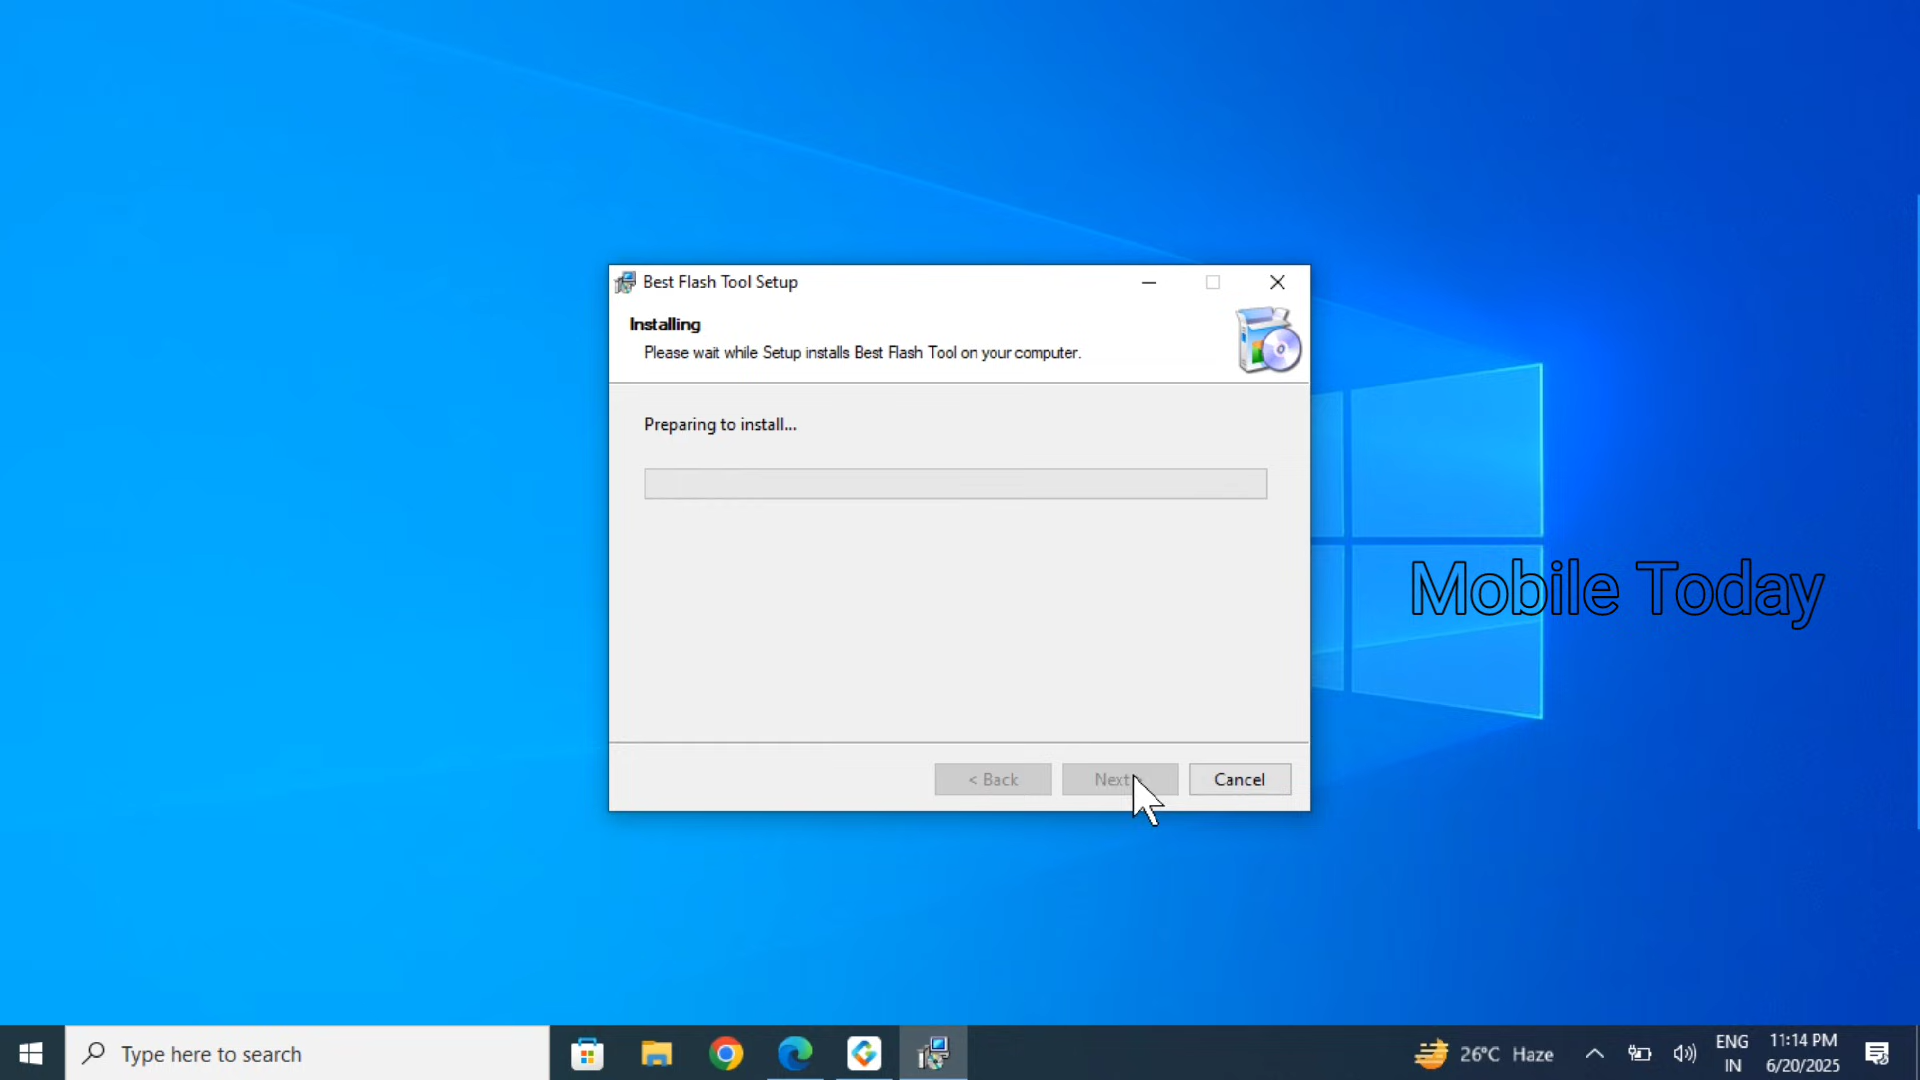 Best Flash Tool Setup
Installing
Please wait while Setup installs Best Flash Tool on your computer.
Preparing to install...
Mobile Today
< Back
Next
Cancel
Type here to search
26°C Haze
ENG
IN
11:14 PM
6/20/2025